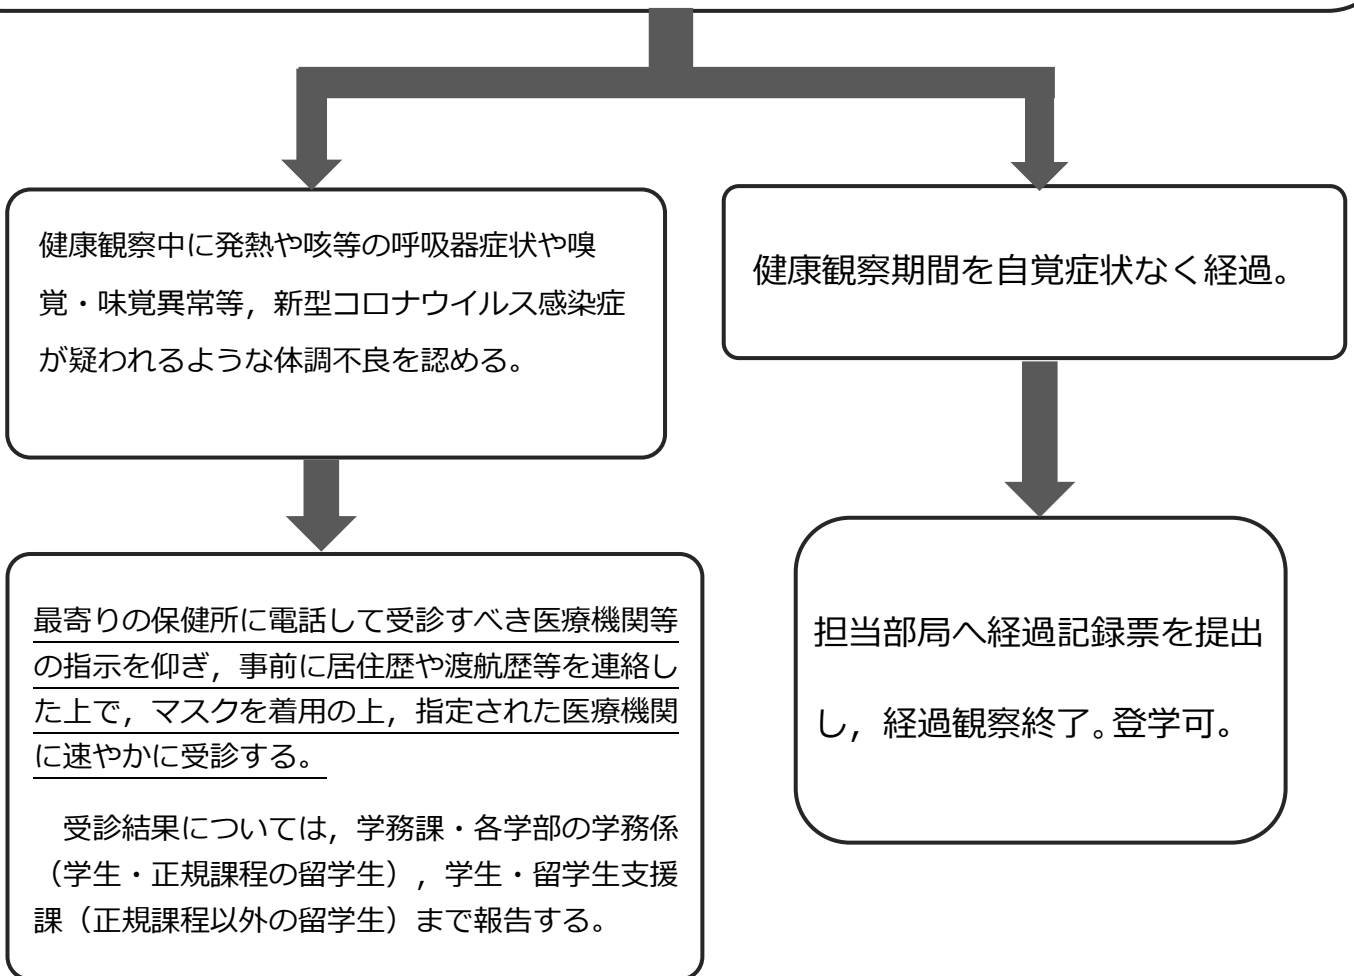 健康観察中に発熱や咳等の呼吸器症状や嗅
覚・味覚異常等，新型コロナウイルス感染症
が疑われるような体調不良を認める。
健康観察期間を自覚症状なく経過。
最寄りの保健所に電話して受診すべき医療機関等
の指示を仰ぎ，事前に居住歴や渡航歴等を連絡し
た上で，マスクを着用の上，指定された医療機関
に速やかに受診する。
　受診結果については，学務課・各学部の学務係
（学生・正規課程の留学生），学生・留学生支援
課（正規課程以外の留学生）まで報告する。
担当部局へ経過記録票を提出
し，経過観察終了。登学可。